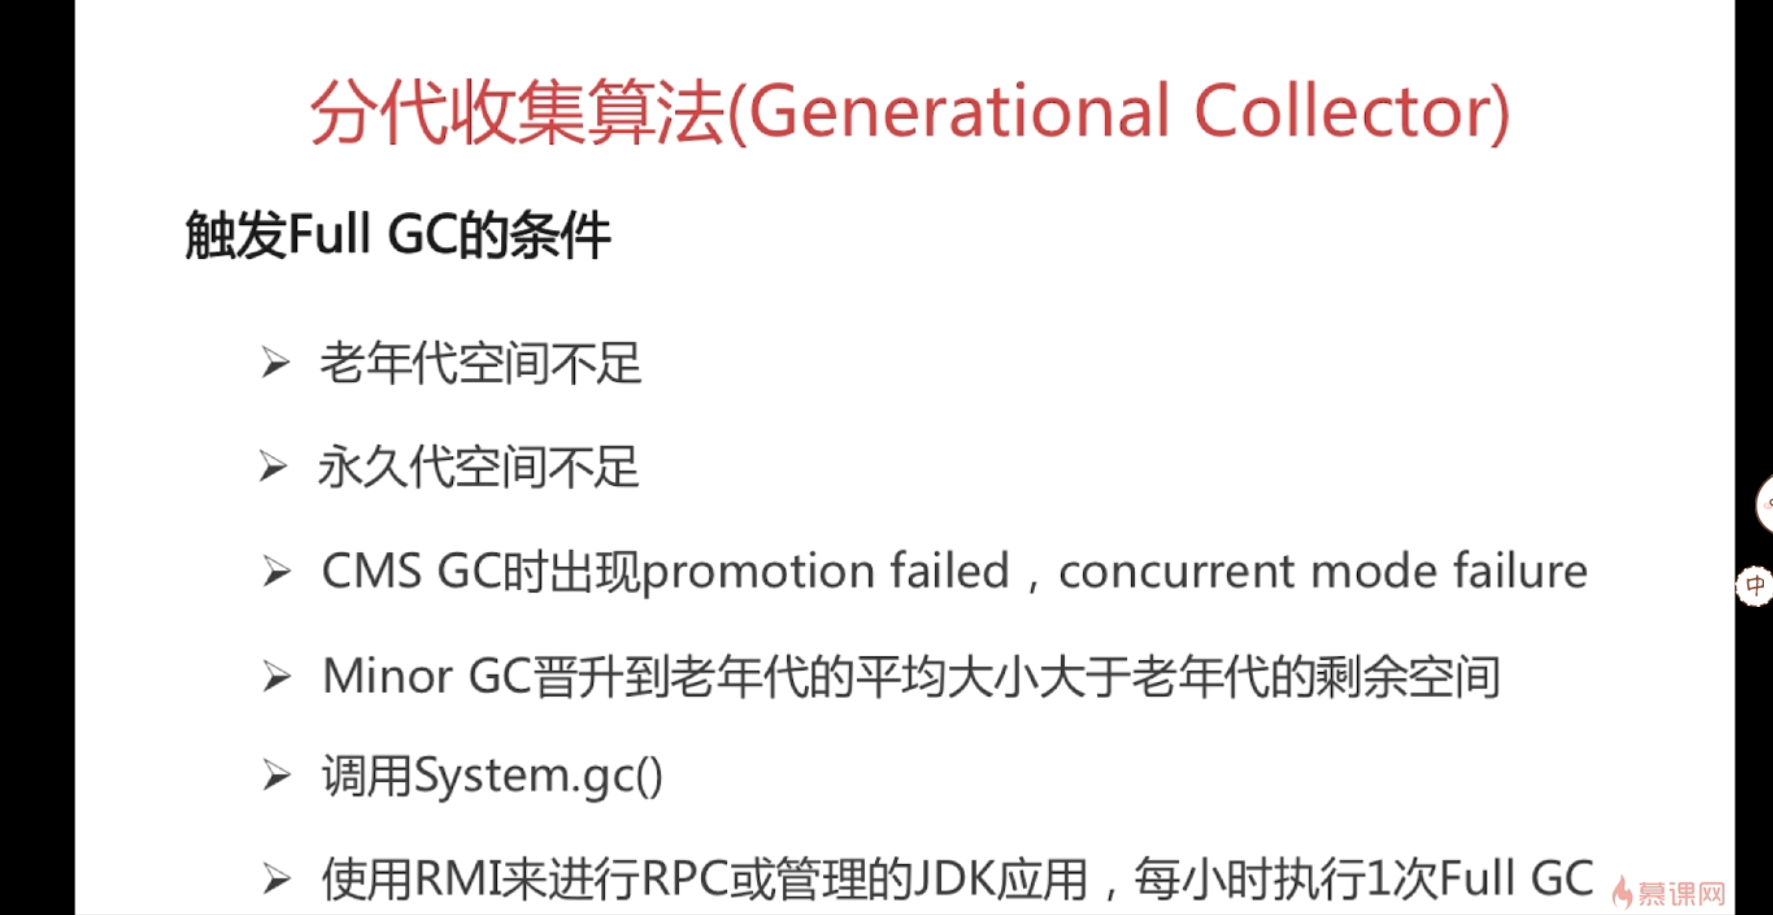 分代收集算法(Generational Collector)
触发Full GC的条件
老年代空间不足
永久代空间不足
CMS GC时出现promotion failed，concurrent mode failure
Minor GC晋升到老年代的平均大小大于老年代的剩余空间
中
调用System.gc()
使用RMI来进行RPC或管理的JDK应用，每小时执行1次Full GC
慕课网